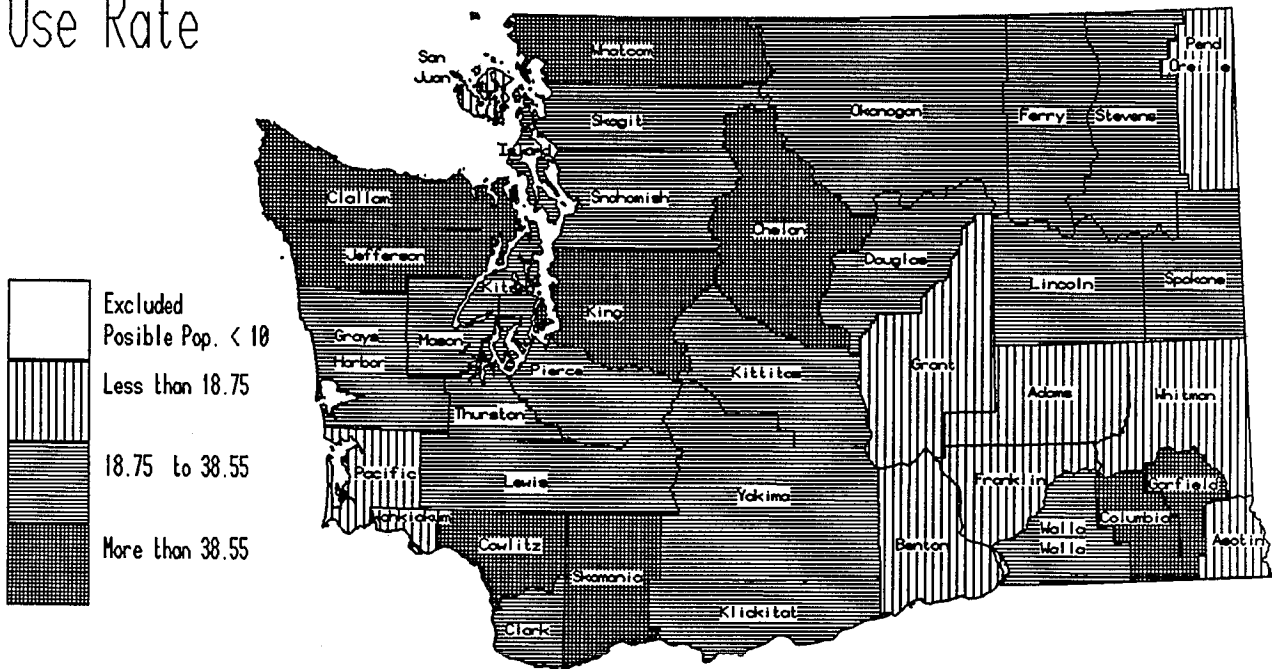 Use Rate
Excluded
Posible Pop. < 10
Less than 18.75
18.75 to 38.55
More than 38.55
San
Juan
Whatcom
Pend
Oreille
Skagit
Okanogan
Ferry
Stevens
Island
Clallam
Snohomish
Chelan
Jefferson
Douglas
Kitsap
Lincoln
Spokane
King
Grays
Harbor
Mason
Pierce
Kittitas
Grant
Adams
Whitman
Thurston
Pacific
Lewis
Yakima
Franklin
Garfield
Wahkiakum
Cowlitz
Columbia
Walla
Walla
Benton
Asotin
Skamania
Klickitat
Clark